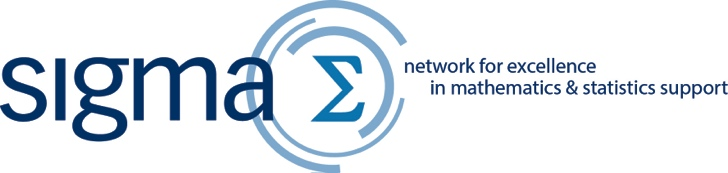 sigma Σ
network for excellence
in mathematics & statistics support